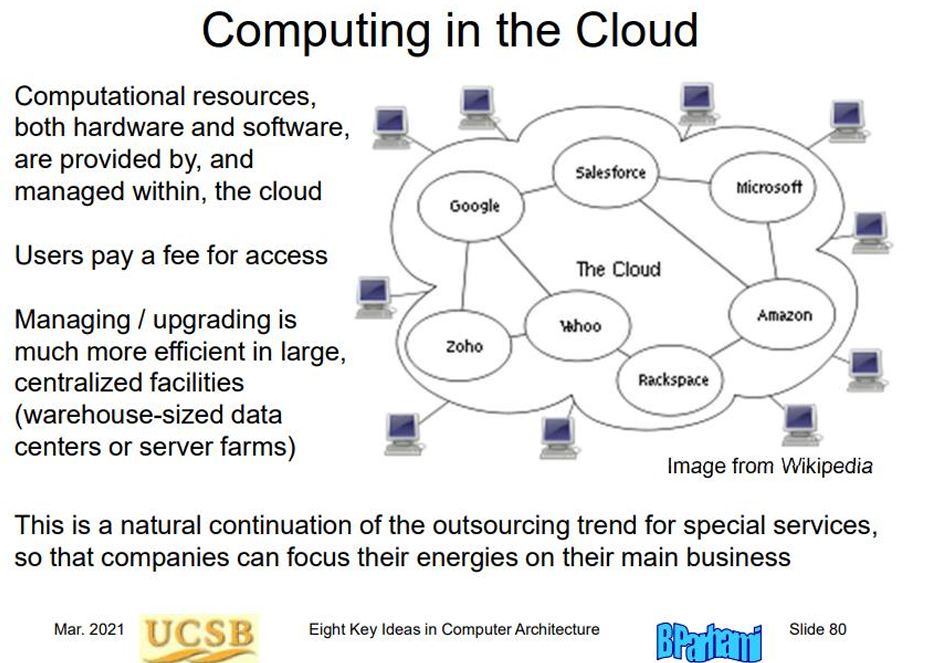 Computing in the Cloud
Computational resources,
both hardware and software,
are provided by, and
managed within, the cloud
Users pay a fee for access
Managing / upgrading is
much more efficient in large,
centralized facilities
(warehouse-sized data
centers or server farms)
Salesforce
Microsoft
Google
The Cloud
Amazon
Yahoo
Zoho
Rackspace
Image from Wikipedia
This is a natural continuation of the outsourcing trend for special services,
so that companies can focus their energies on their main business
Mar. 2021
UCSB
Eight Key Ideas in Computer Architecture
B Parhami
Slide 80